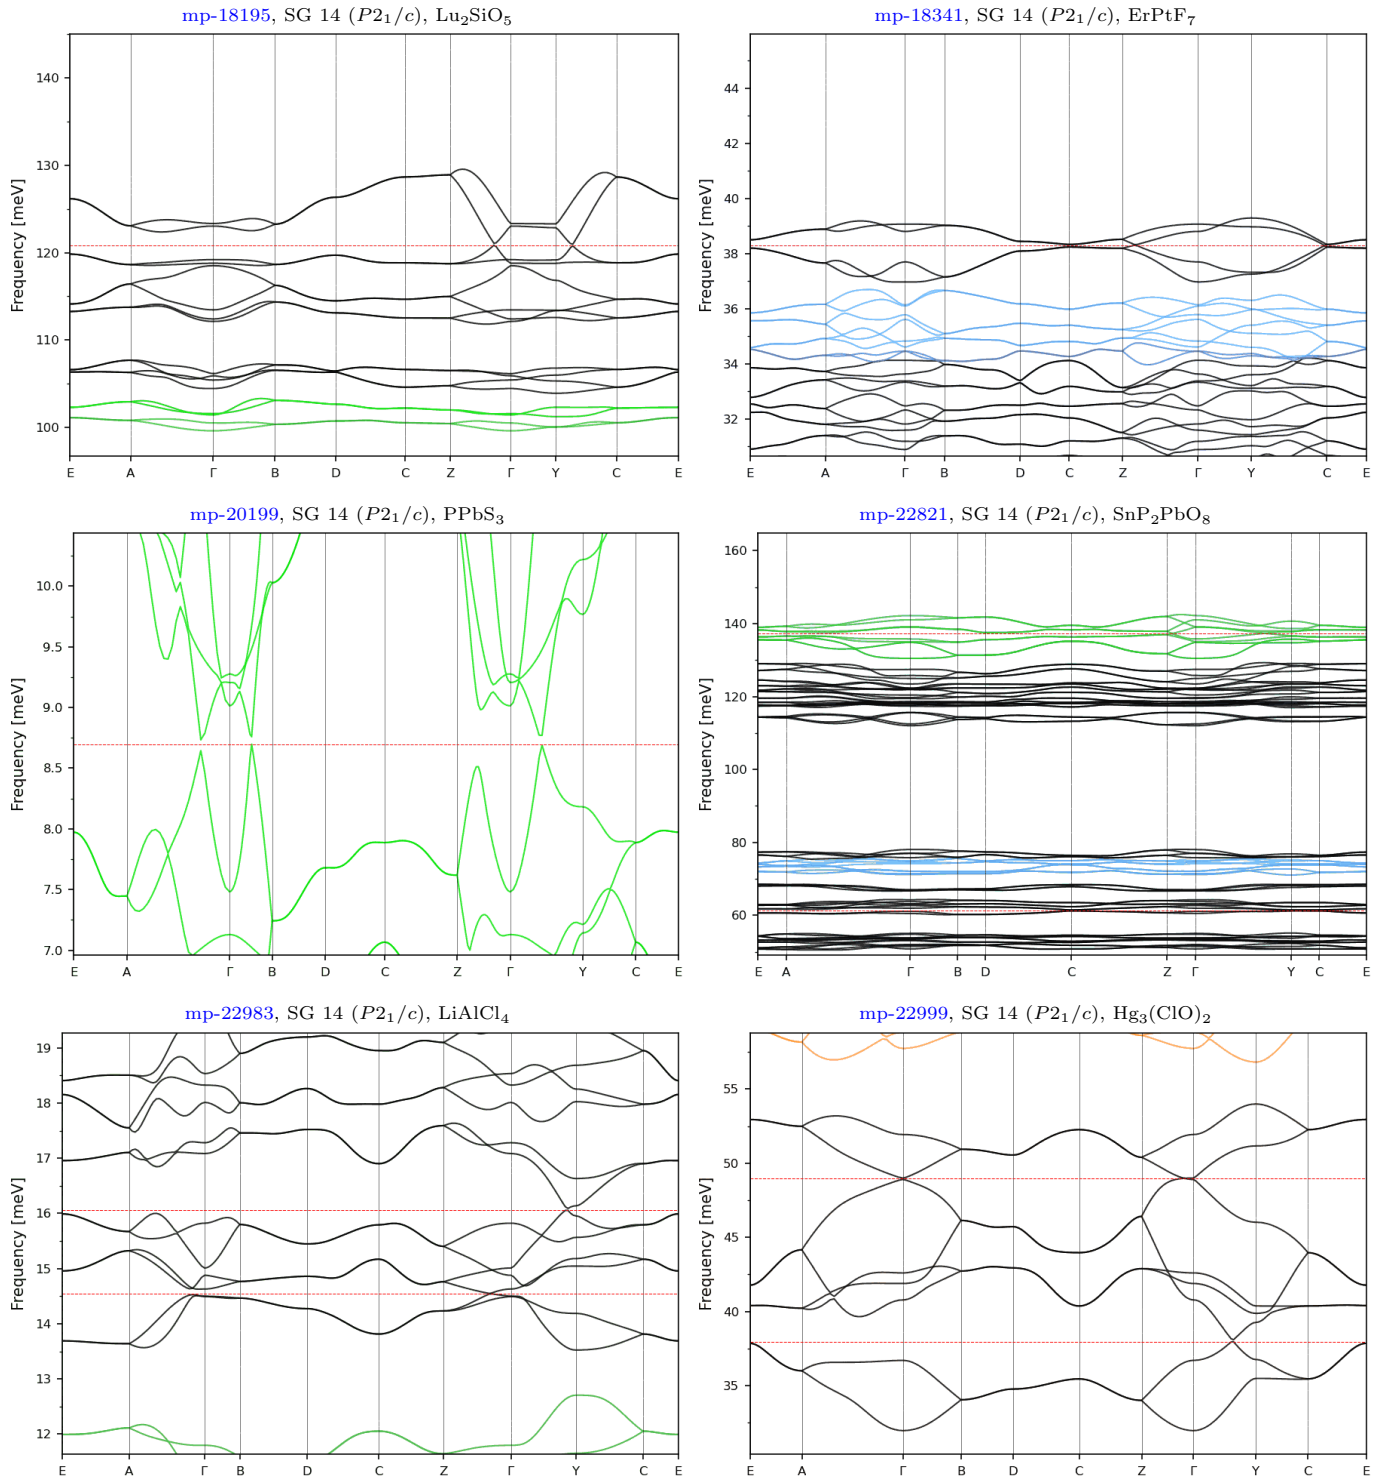 mp-18195, SG 14 (P2₁/c), Lu₂SiO₅
Frequency [meV]
140
130
120
110
100
E A Γ B D C Z Γ Y C E
mp-18341, SG 14 (P2₁/c), ErPtF₇
Frequency [meV]
44
42
40
38
36
34
32
E A Γ B D C Z Γ Y C E
mp-20199, SG 14 (P2₁/c), PPbS₃
Frequency [meV]
10.0
9.5
9.0
8.5
8.0
7.5
7.0
E A Γ B D C Z Γ Y C E
mp-22821, SG 14 (P2₁/c), SnP₂PbO₈
Frequency [meV]
160
140
120
100
80
60
E A Γ B D C Z Γ Y C E
mp-22983, SG 14 (P2₁/c), LiAlCl₄
Frequency [meV]
19
18
17
16
15
14
13
12
E A Γ B D C Z Γ Y C E
mp-22999, SG 14 (P2₁/c), Hg₃(ClO)₂
Frequency [meV]
55
50
45
40
35
E A Γ B D C Z Γ Y C E